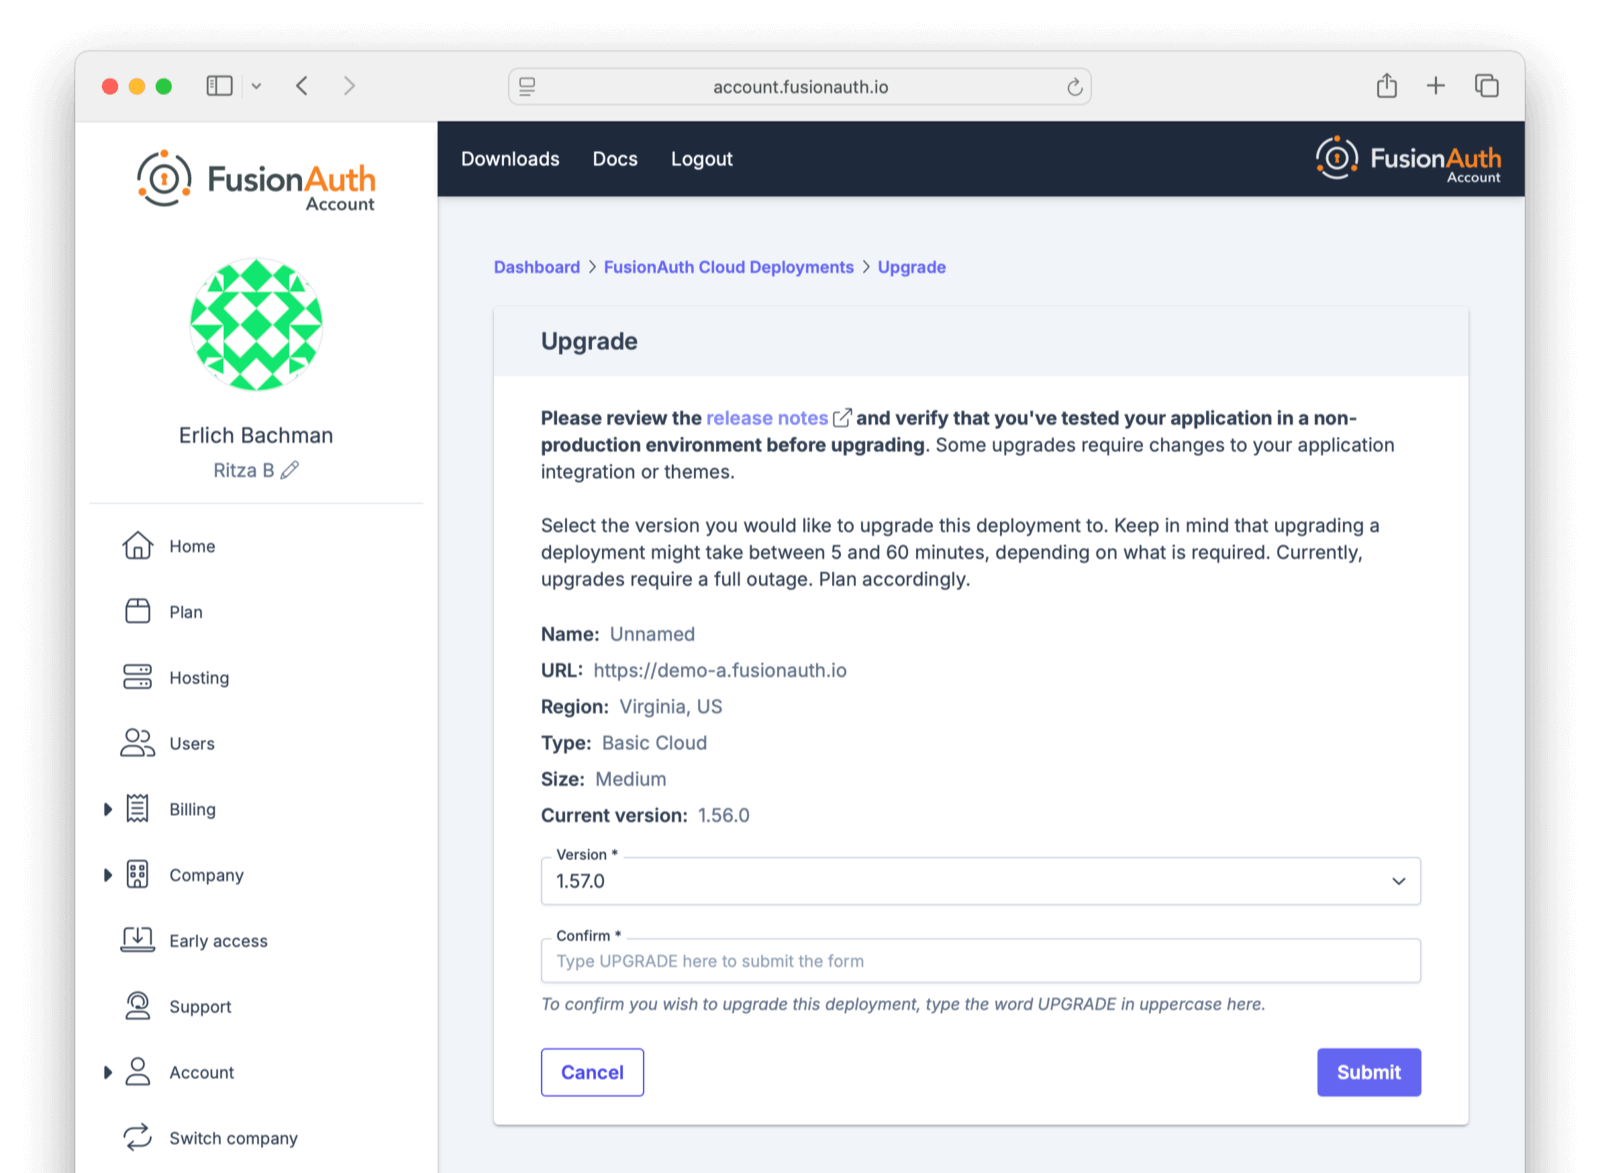 account.fusionauth.io
FusionAuth
Account
Erlich Bachman
Ritza B
Home
Plan
Hosting
Users
Billing
Company
Early access
Support
Account
Switch company
Downloads
Docs
Logout
FusionAuth
Account
Dashboard > FusionAuth Cloud Deployments > Upgrade
Upgrade
Please review the release notes and verify that you've tested your application in a non-
production environment before upgrading. Some upgrades require changes to your application
integration or themes.
Select the version you would like to upgrade this deployment to. Keep in mind that upgrading a
deployment might take between 5 and 60 minutes, depending on what is required. Currently,
upgrades require a full outage. Plan accordingly.
Name: Unnamed
URL: https://demo-a.fusionauth.io
Region: Virginia, US
Type: Basic Cloud
Size: Medium
Current version: 1.56.0
Version *
1.57.0
Confirm *
Type UPGRADE here to submit the form
To confirm you wish to upgrade this deployment, type the word UPGRADE in uppercase here.
Cancel
Submit